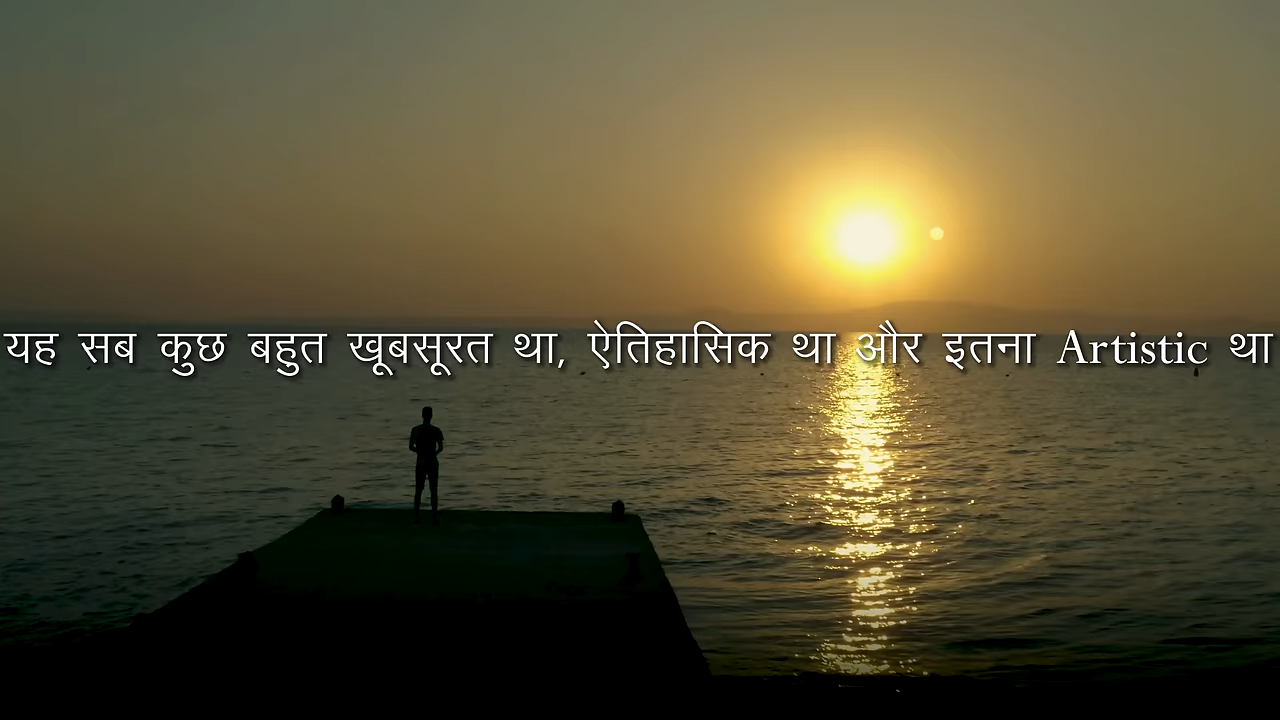 यह सब कुछ बहुत खूबसूरत था, ऐतिहासिक था और इतना Artistic था